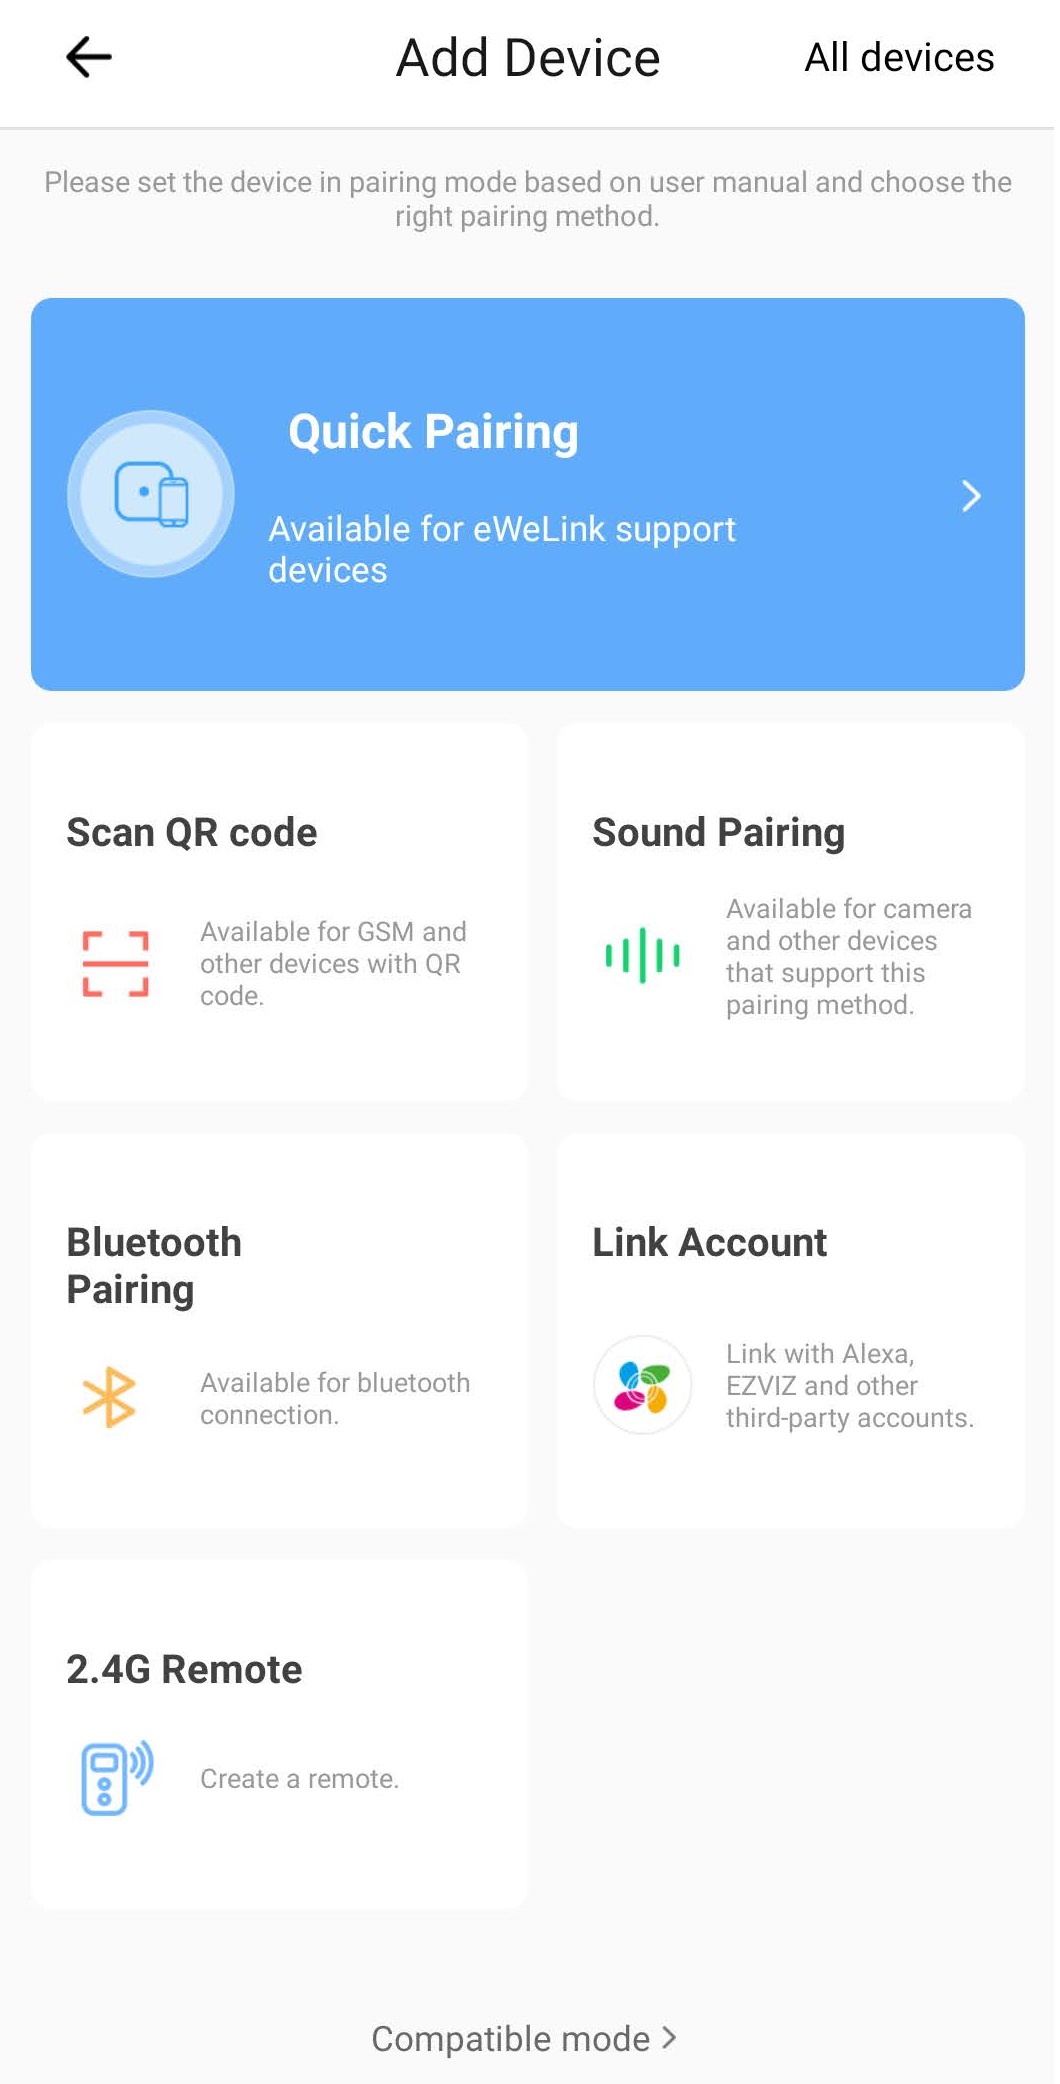 Add Device
All devices
Please set the device in pairing mode based on user manual and choose the
right pairing method.
Quick Pairing
Available for eWeLink support
devices
Scan QR code
Available for GSM and
other devices with QR
code.
Sound Pairing
Available for camera
and other devices
that support this
pairing method.
Bluetooth
Pairing
Available for bluetooth
connection.
Link Account
Link with Alexa,
EZVIZ and other
third-party accounts.
2.4G Remote
Create a remote.
Compatible mode >